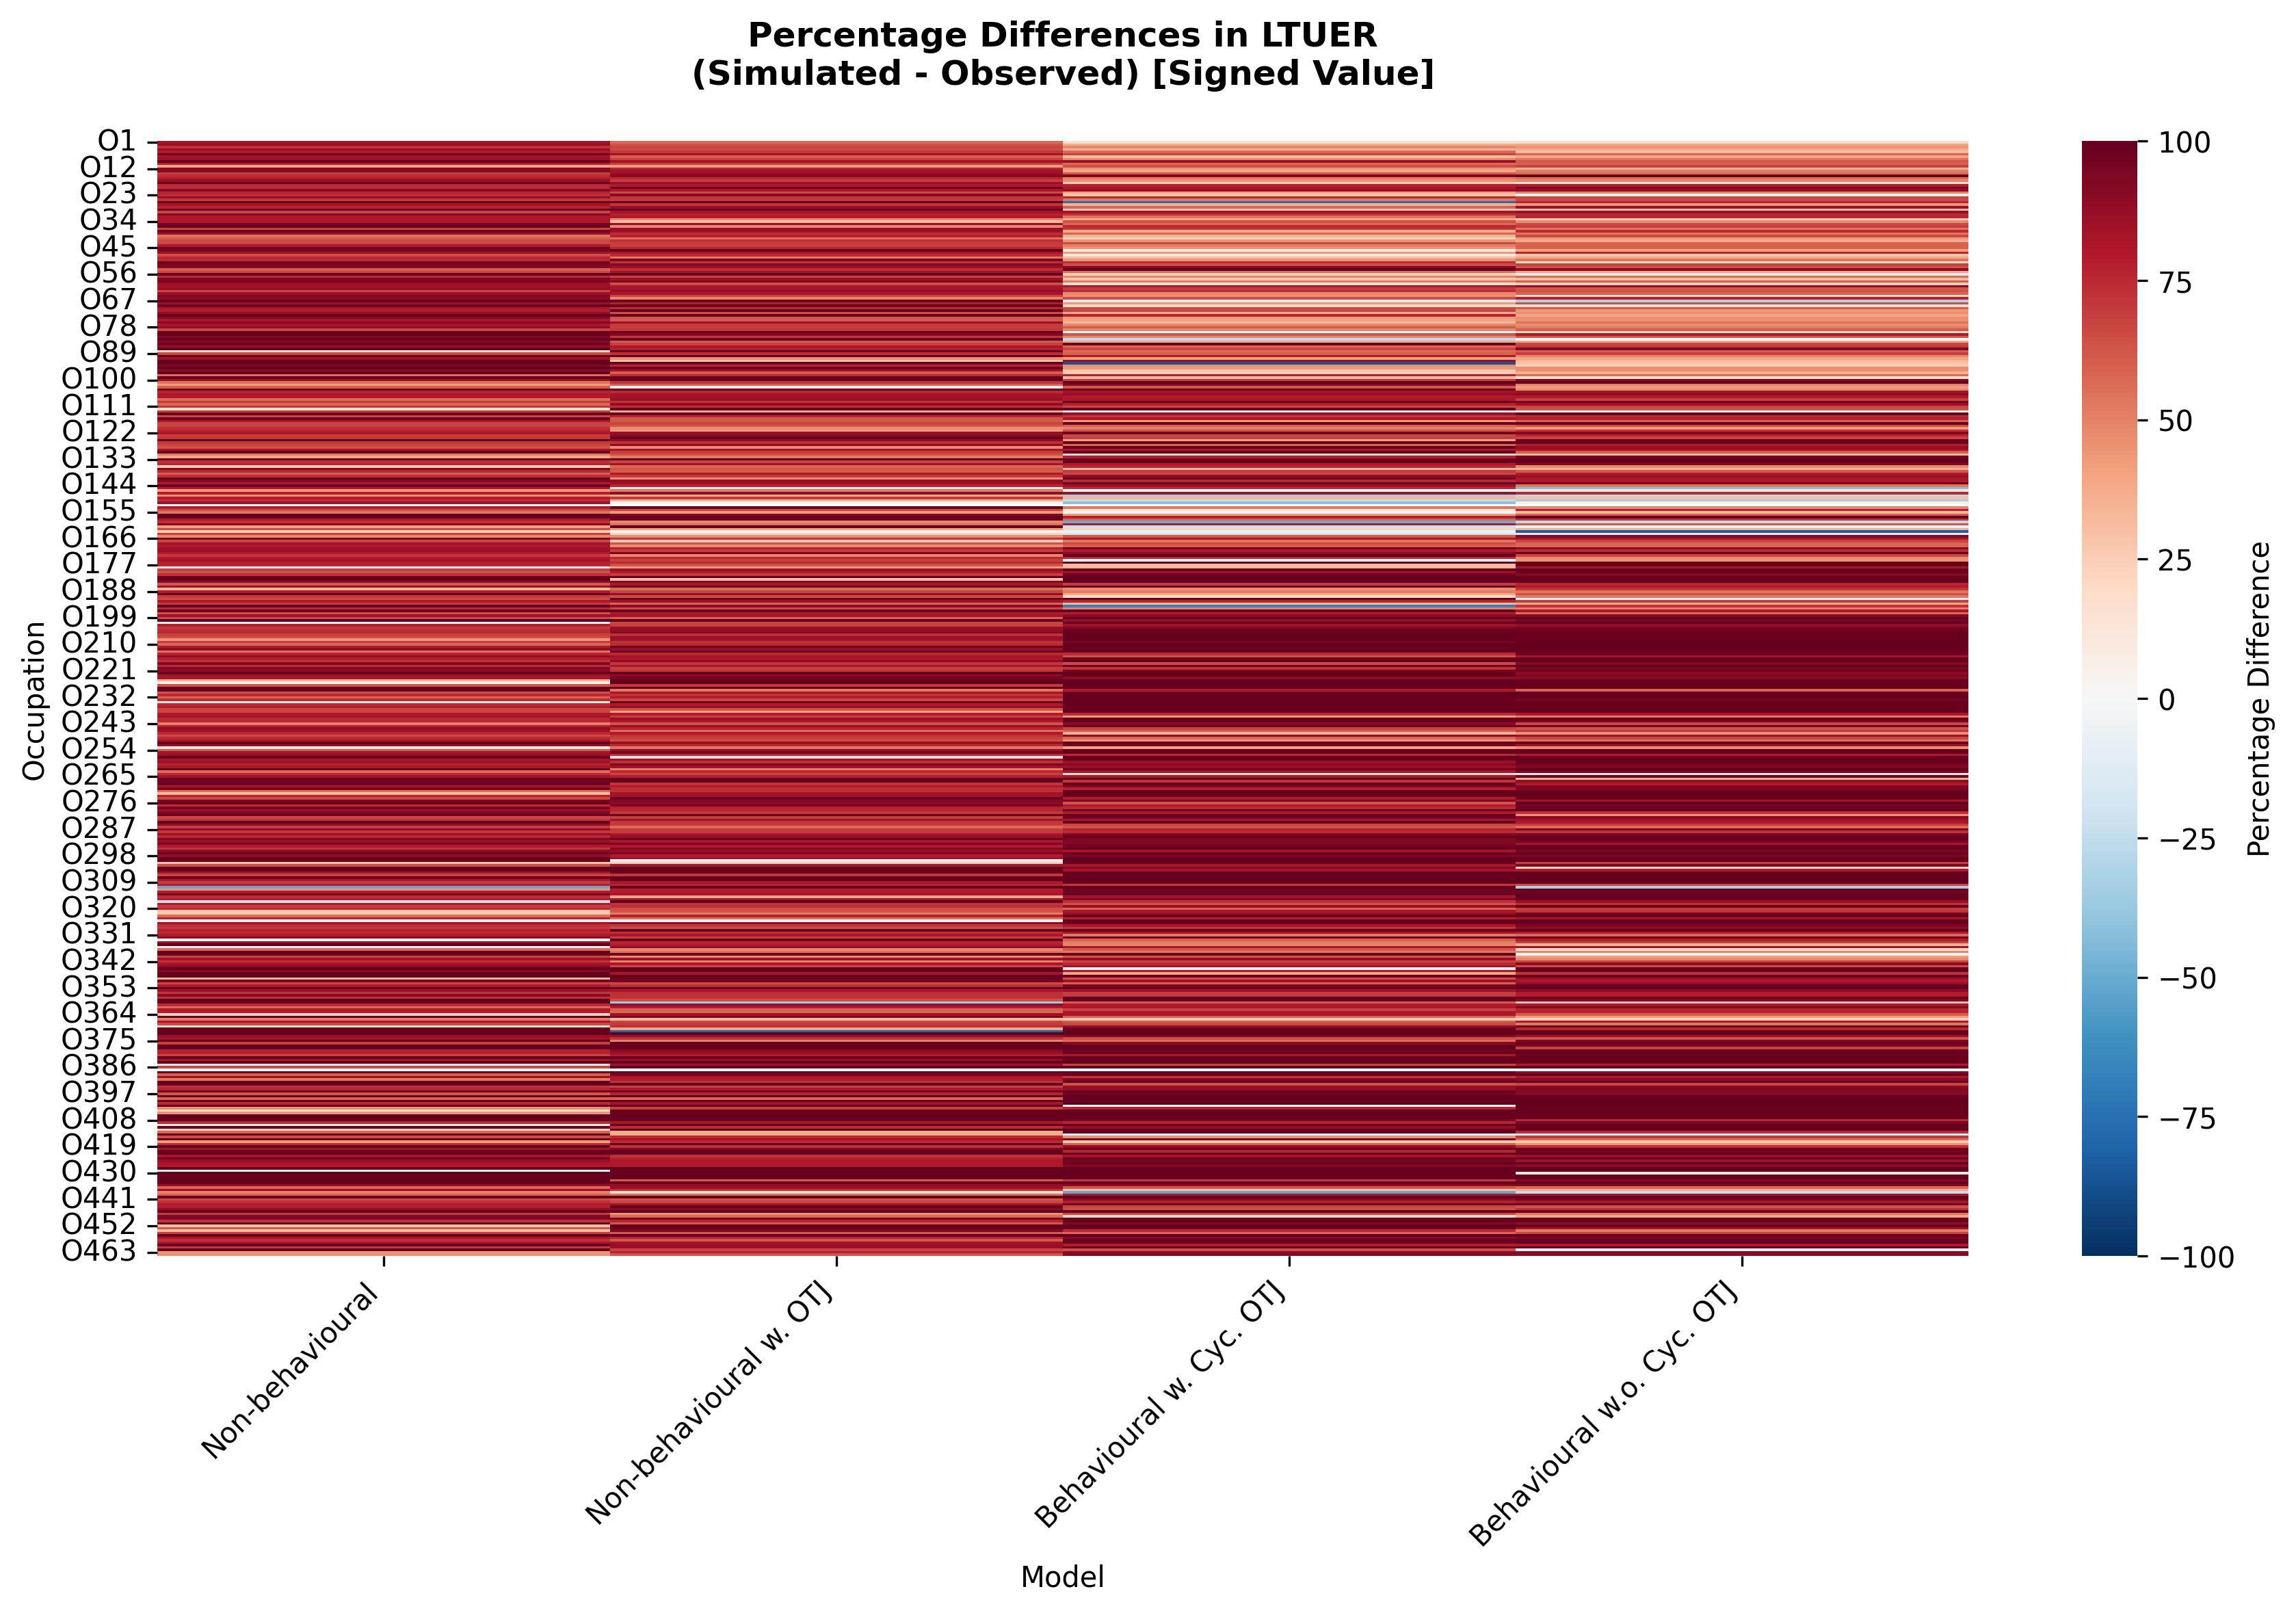 Percentage Differences in LTUER
(Simulated - Observed) [Signed Value]
Occupation
O1
O12
O23
O34
O45
O56
O67
O78
O89
O100
O111
O122
O133
O144
O155
O166
O177
O188
O199
O210
O221
O232
O243
O254
O265
O276
O287
O298
O309
O320
O331
O342
O353
O364
O375
O386
O397
O408
O419
O430
O441
O452
O463
Non-behavioural
Non-behavioural w. OTJ
Behavioural w. Cyc. OTJ
Behavioural w.o. Cyc. OTJ
Model
100
75
50
25
0
−25
−50
−75
−100
Percentage Difference